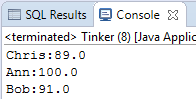 SQL Results Console
<terminated> Tinker (8) [Java Applic
Chris:89.0
Ann:100.0
Bob:91.0